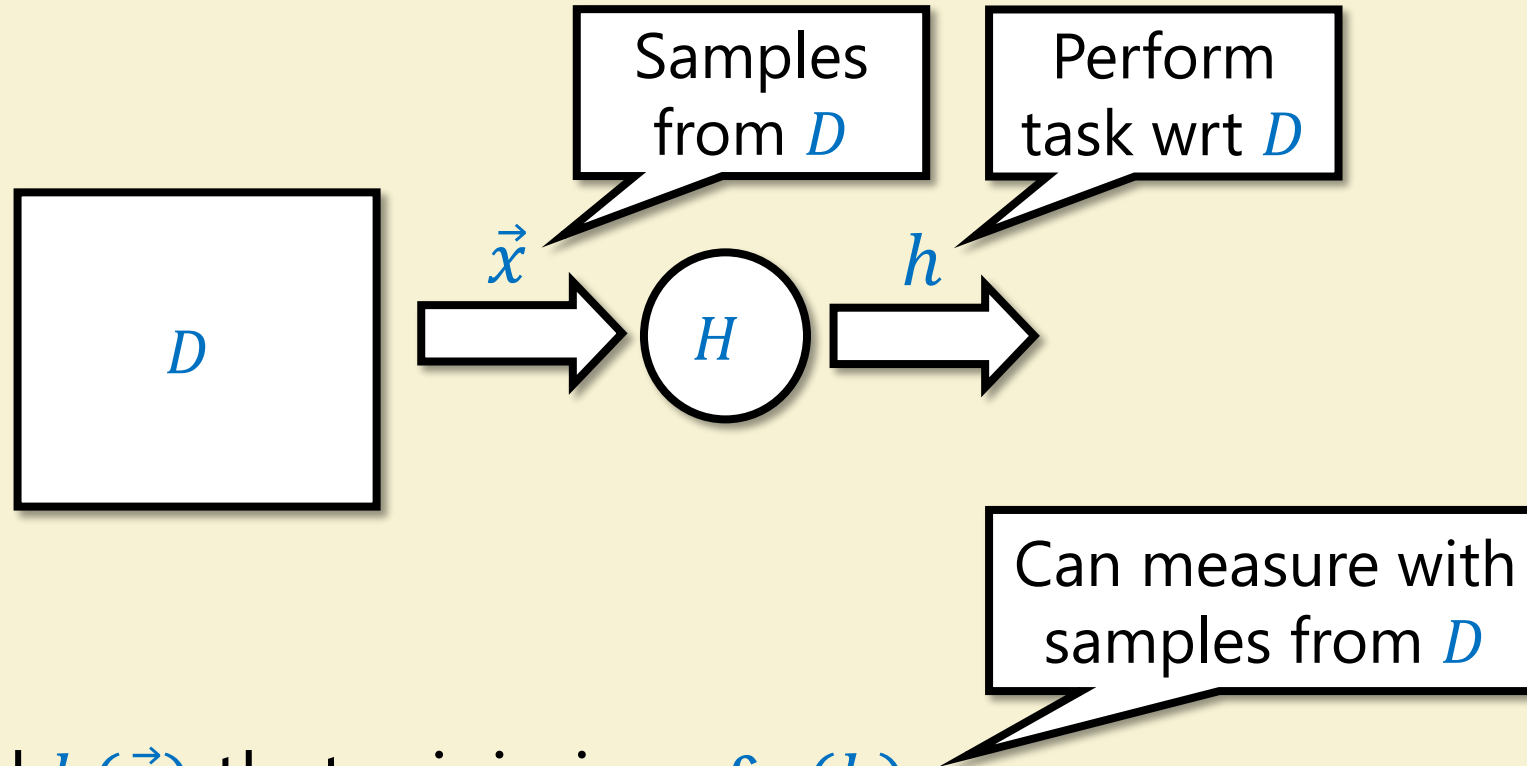 Samples
from D
Perform
task wrt D
x⃗
h
D
H
Can measure with
samples from D